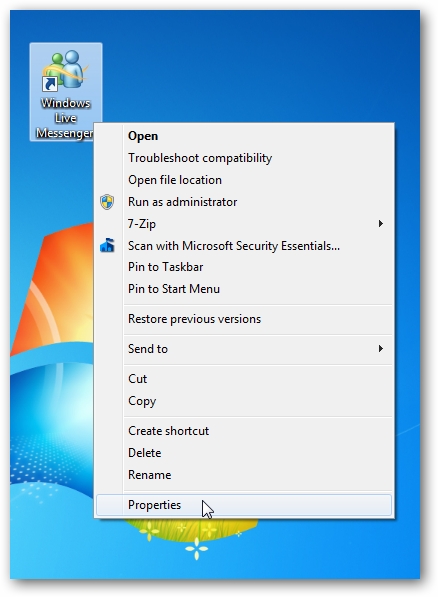 Windows
Live
Messenger
Open
Troubleshoot compatibility
Open file location
Run as administrator
7-Zip
Scan with Microsoft Security Essentials...
Pin to Taskbar
Pin to Start Menu
Restore previous versions
Send to
Cut
Copy
Create shortcut
Delete
Rename
Properties